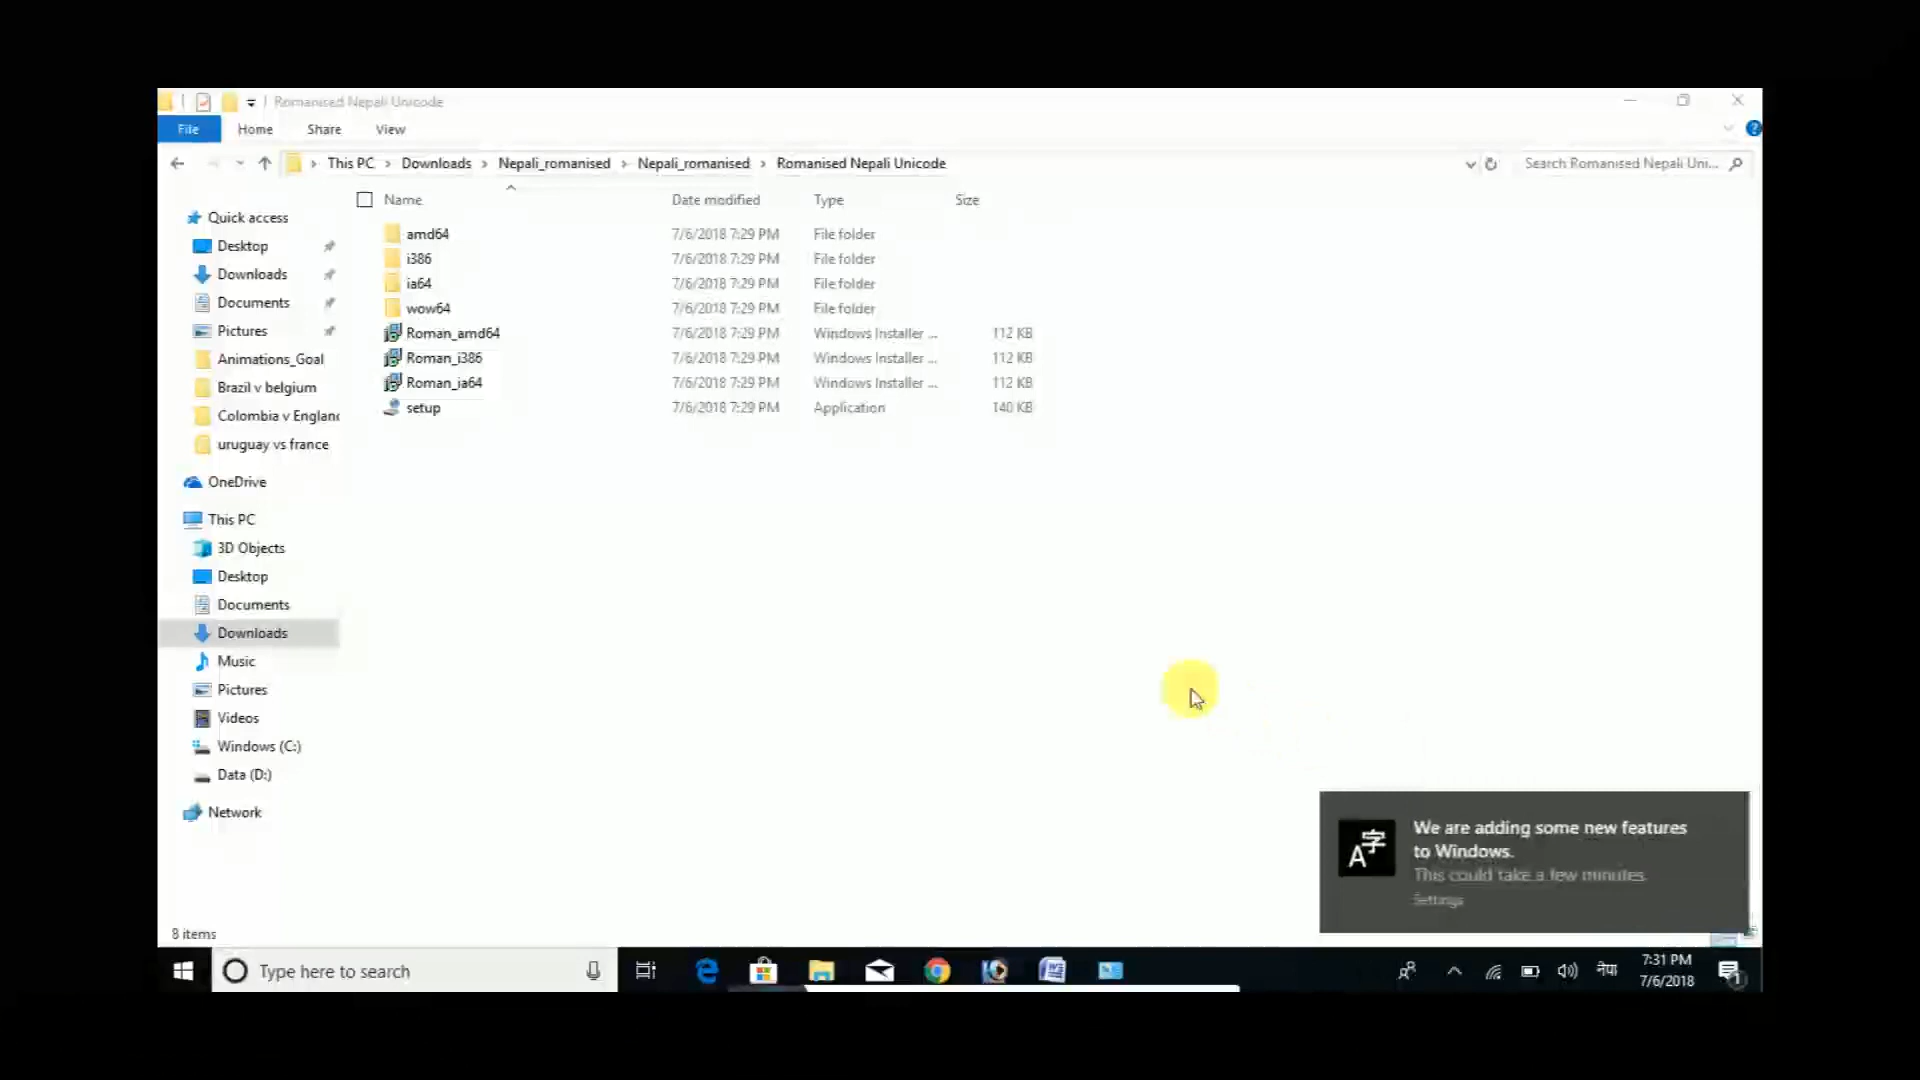 Romanised Nepali Unicode
File Home Share View
This PC Downloads Nepali_romanised Nepali_romanised Romanised Nepali Unicode Search Romanised Nepali Uni...
Name Date modified Type Size
Quick access
Desktop
Downloads
Documents
Pictures
Animations_Goal
Brazil v belgium
Colombia v England
uruguay vs france
OneDrive
This PC
3D Objects
Desktop
Documents
Downloads
Music
Pictures
Videos
Windows (C:)
Data (D:)
Network
amd64 7/6/2018 7:29 PM File folder
i386 7/6/2018 7:29 PM File folder
ia64 7/6/2018 7:29 PM File folder
wow64 7/6/2018 7:29 PM File folder
Roman_amd64 7/6/2018 7:29 PM Windows Installer ... 112 KB
Roman_i386 7/6/2018 7:29 PM Windows Installer ... 112 KB
Roman_ia64 7/6/2018 7:29 PM Windows Installer ... 112 KB
setup 7/6/2018 7:29 PM Application 140 KB
A字
We are adding some new features
to Windows.
This could take a few minutes.
Settings
8 items
Type here to search
नेपा
7:31 PM
7/6/2018
1